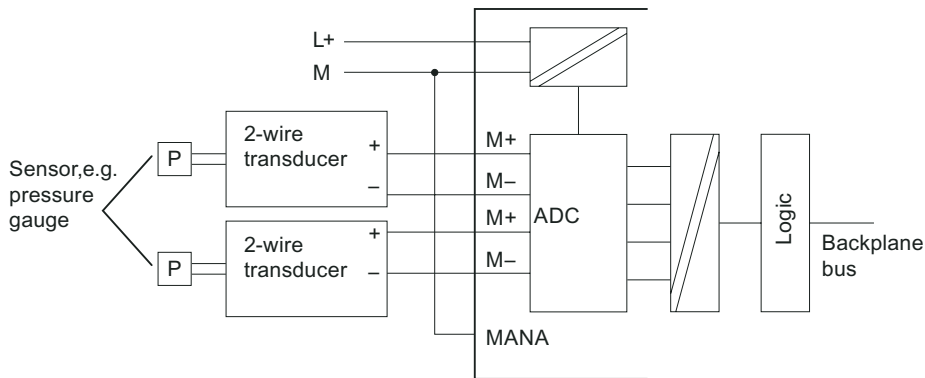 L+
M
2-wire
transducer
+
–
M+
M–
P
Sensor,e.g.
pressure
gauge
2-wire
transducer
+
–
M+
M–
P
ADC
Logic
Backplane
bus
MANA